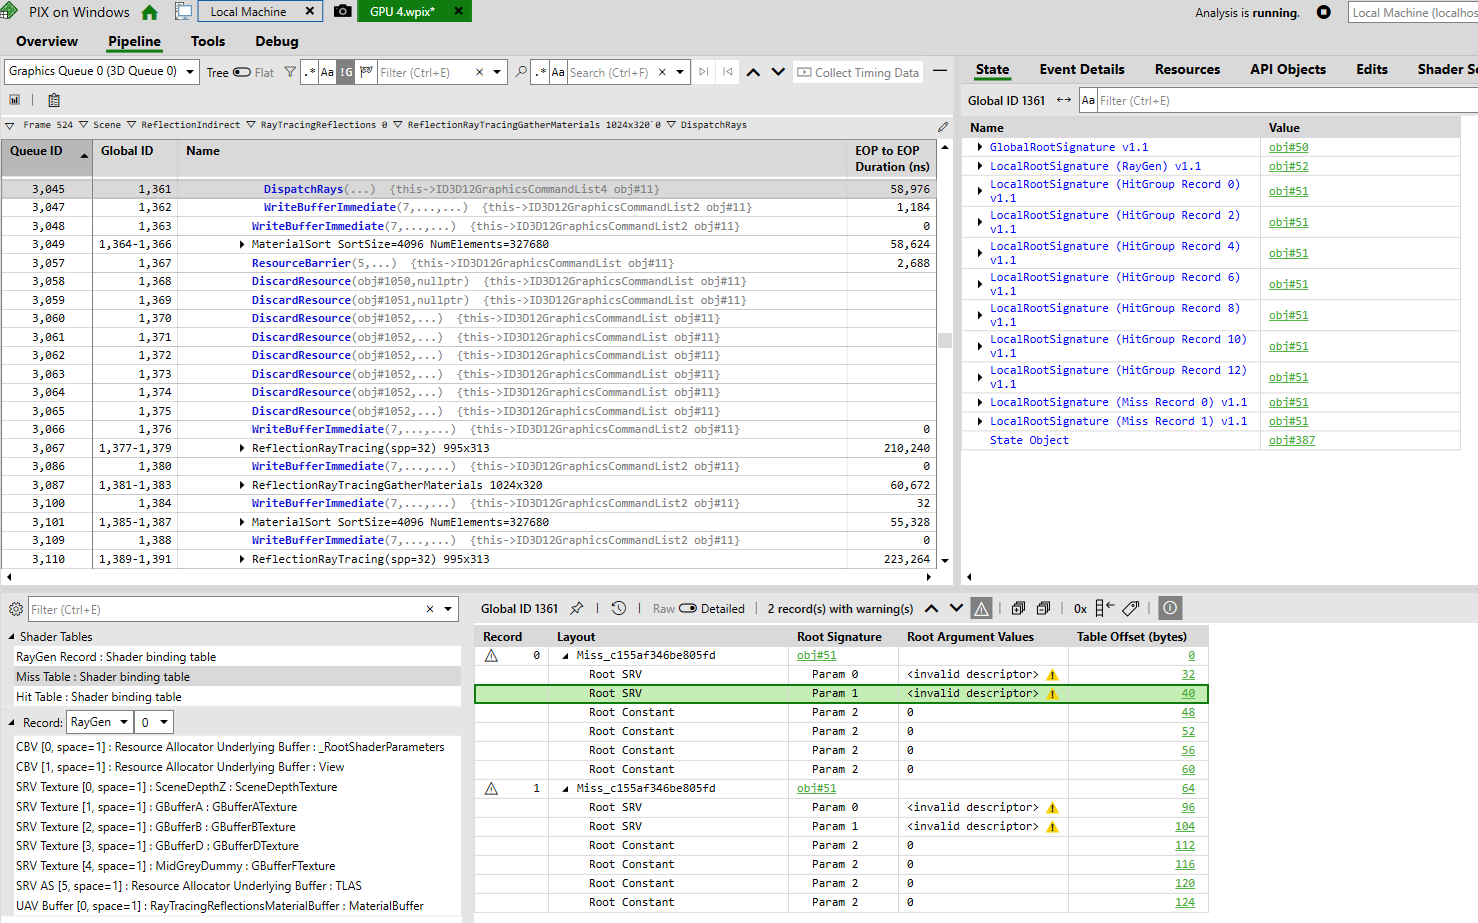 PIX on Windows
Local Machine
GPU 4.wpix*
Analysis is running.
Local Machine (localhos
Overview Pipeline Tools Debug
Graphics Queue 0 (3D Queue 0) Tree Flat .* Aa !G Filter (Ctrl+E) .* Aa Search (Ctrl+F) Collect Timing Data
Frame 524 Scene ReflectionIndirect RayTracingReflections 0 ReflectionRayTracingGatherMaterials 1024x320`0 DispatchRays
Queue ID Global ID Name EOP to EOP
Duration (ns)
3,045 1,361 DispatchRays(...) {this->ID3D12GraphicsCommandList4 obj#11} 58,976
3,047 1,362 WriteBufferImmediate(7,...,...) {this->ID3D12GraphicsCommandList2 obj#11} 1,184
3,048 1,363 WriteBufferImmediate(7,...,...) {this->ID3D12GraphicsCommandList2 obj#11} 0
3,049 1,364-1,366 MaterialSort SortSize=4096 NumElements=327680 58,624
3,057 1,367 ResourceBarrier(5,...) {this->ID3D12GraphicsCommandList obj#11} 2,688
3,058 1,368 DiscardResource(obj#1050,nullptr) {this->ID3D12GraphicsCommandList obj#11}
3,059 1,369 DiscardResource(obj#1051,nullptr) {this->ID3D12GraphicsCommandList obj#11}
3,060 1,370 DiscardResource(obj#1052,...) {this->ID3D12GraphicsCommandList obj#11}
3,061 1,371 DiscardResource(obj#1052,...) {this->ID3D12GraphicsCommandList obj#11}
3,062 1,372 DiscardResource(obj#1052,...) {this->ID3D12GraphicsCommandList obj#11}
3,063 1,373 DiscardResource(obj#1052,...) {this->ID3D12GraphicsCommandList obj#11}
3,064 1,374 DiscardResource(obj#1052,...) {this->ID3D12GraphicsCommandList obj#11}
3,065 1,375 DiscardResource(obj#1052,...) {this->ID3D12GraphicsCommandList obj#11}
3,066 1,376 WriteBufferImmediate(7,...,...) {this->ID3D12GraphicsCommandList2 obj#11} 0
3,067 1,377-1,379 ReflectionRayTracing(spp=32) 995x313 210,240
3,086 1,380 WriteBufferImmediate(7,...,...) {this->ID3D12GraphicsCommandList2 obj#11} 0
3,087 1,381-1,383 ReflectionRayTracingGatherMaterials 1024x320 60,672
3,100 1,384 WriteBufferImmediate(7,...,...) {this->ID3D12GraphicsCommandList2 obj#11} 32
3,101 1,385-1,387 MaterialSort SortSize=4096 NumElements=327680 55,328
3,109 1,388 WriteBufferImmediate(7,...,...) {this->ID3D12GraphicsCommandList2 obj#11} 0
3,110 1,389-1,391 ReflectionRayTracing(spp=32) 995x313 223,264
State Event Details Resources API Objects Edits Shader So
Global ID 1361 Aa Filter (Ctrl+E)
Name Value
GlobalRootSignature v1.1 obj#50
LocalRootSignature (RayGen) v1.1 obj#52
LocalRootSignature (HitGroup Record 0)
v1.1 obj#51
LocalRootSignature (HitGroup Record 2)
v1.1 obj#51
LocalRootSignature (HitGroup Record 4)
v1.1 obj#51
LocalRootSignature (HitGroup Record 6)
v1.1 obj#51
LocalRootSignature (HitGroup Record 8)
v1.1 obj#51
LocalRootSignature (HitGroup Record 10)
v1.1 obj#51
LocalRootSignature (HitGroup Record 12)
v1.1 obj#51
LocalRootSignature (Miss Record 0) v1.1 obj#51
LocalRootSignature (Miss Record 1) v1.1 obj#51
State Object obj#387
Filter (Ctrl+E)
Shader Tables
RayGen Record : Shader binding table
Miss Table : Shader binding table
Hit Table : Shader binding table
Record: RayGen 0
CBV [0, space=1] : Resource Allocator Underlying Buffer : _RootShaderParameters
CBV [1, space=1] : Resource Allocator Underlying Buffer : View
SRV Texture [0, space=1] : SceneDepthZ : SceneDepthTexture
SRV Texture [1, space=1] : GBufferA : GBufferATexture
SRV Texture [2, space=1] : GBufferB : GBufferBTexture
SRV Texture [3, space=1] : GBufferD : GBufferDTexture
SRV Texture [4, space=1] : MidGreyDummy : GBufferFTexture
SRV AS [5, space=1] : Resource Allocator Underlying Buffer : TLAS
UAV Buffer [0, space=1] : RayTracingReflectionsMaterialBuffer : MaterialBuffer
Global ID 1361 Raw Detailed 2 record(s) with warning(s) 0x
Record Layout Root Signature Root Argument Values Table Offset (bytes)
0 Miss_c155af346be805fd obj#51 0
Root SRV Param 0 <invalid descriptor> 32
Root SRV Param 1 <invalid descriptor> 40
Root Constant Param 2 0 48
Root Constant Param 2 0 52
Root Constant Param 2 0 56
Root Constant Param 2 0 60
1 Miss_c155af346be805fd obj#51 64
Root SRV Param 0 <invalid descriptor> 96
Root SRV Param 1 <invalid descriptor> 104
Root Constant Param 2 0 112
Root Constant Param 2 0 116
Root Constant Param 2 0 120
Root Constant Param 2 0 124